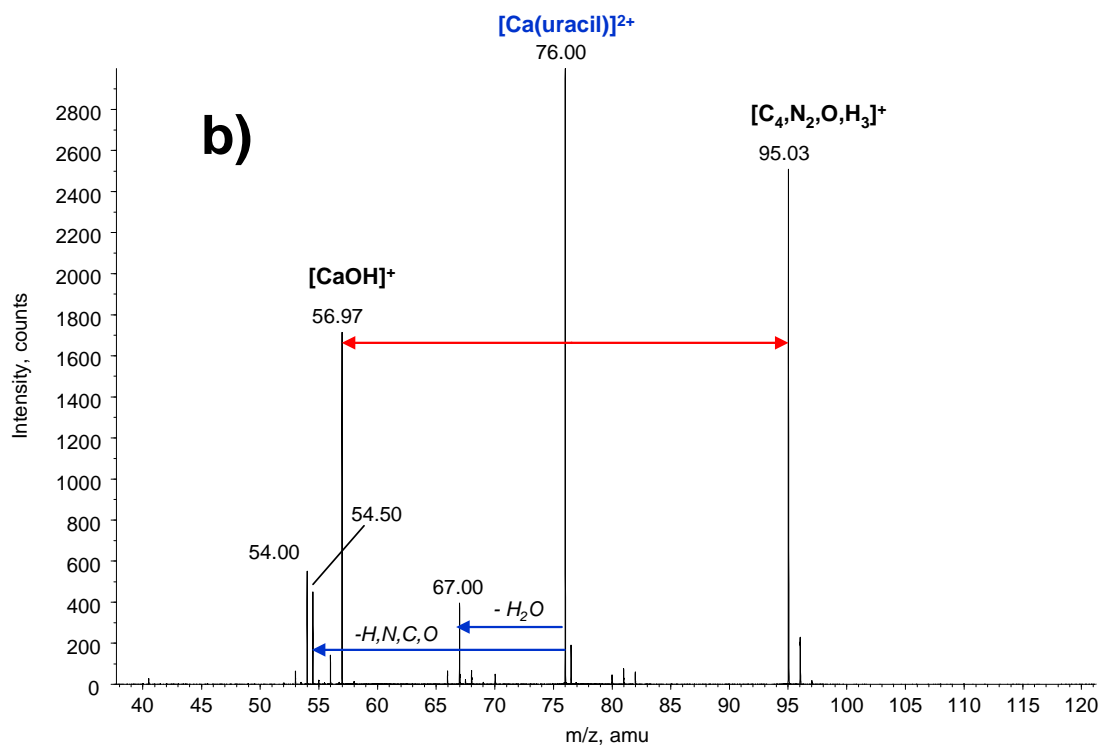 [Ca(uracil)]²⁺
76.00
b)
[C₄,N₂,O,H₃]⁺
95.03
[CaOH]⁺
56.97
54.50
54.00
67.00
- H₂O
-H,N,C,O
Intensity, counts
2800
2600
2400
2200
2000
1800
1600
1400
1200
1000
800
600
400
200
0
40 45 50 55 60 65 70 75 80 85 90 95 100 105 110 115 120
m/z, amu